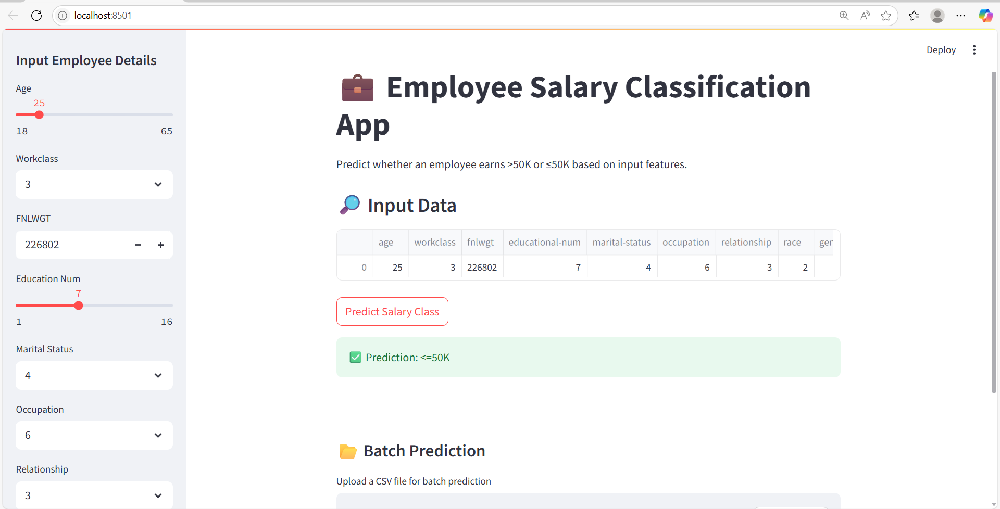 localhost:8501
Deploy
Input Employee Details
Age
25
18 65
Workclass
3
FNLWGT
226802
Education Num
7
1 16
Marital Status
4
Occupation
6
Relationship
3
Employee Salary Classification
App
Predict whether an employee earns >50K or ≤50K based on input features.
Input Data
age workclass fnlwgt educational-num marital-status occupation relationship race ger
0 25 3 226802 7 4 6 3 2
Predict Salary Class
Prediction: <=50K
Batch Prediction
Upload a CSV file for batch prediction